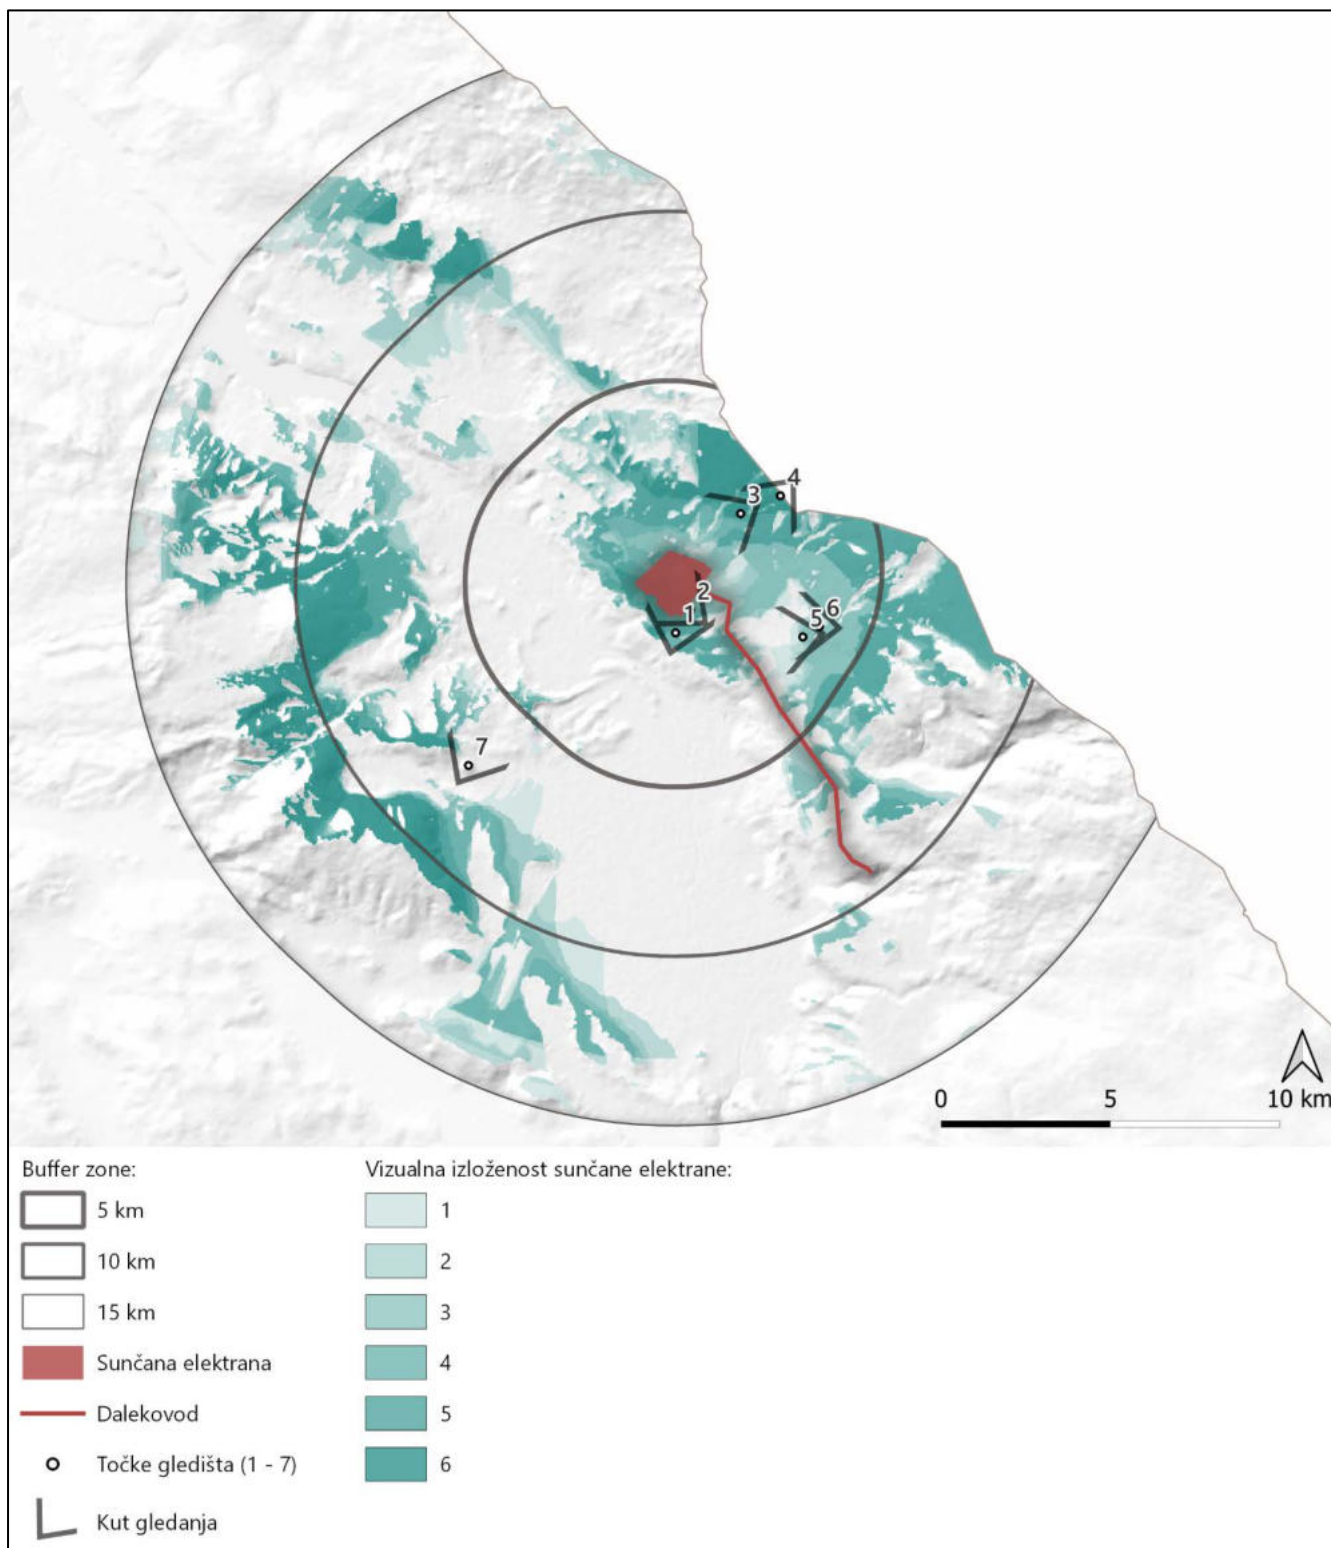 4
3
2
1
6
5
7
0 5 10 km
Buffer zone:
5 km
10 km
15 km
Sunčana elektrana
Dalekovod
Točke gledišta (1 - 7)
Kut gledanja
Vizualna izloženost sunčane elektrane:
1
2
3
4
5
6